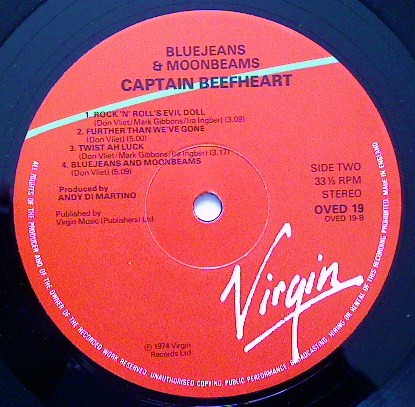 BLUEJEANS
& MOONBEAMS
CAPTAIN BEEFHEART
1. ROCK 'N' ROLL'S EVIL DOLL
(Don Vliet/Mark Gibbons/Ira Ingber) (3.09)
2. FURTHER THAN WE'VE GONE
(Don Vliet) (5.00)
3. TWIST AH LUCK
(Don Vliet/Mark Gibbons/Ira Ingber) (3.17)
4. BLUEJEANS AND MOONBEAMS
(Don Vliet) (5.09)
Produced by
ANDY DI MARTINO
Published by
Virgin Music (Publishers) Ltd
SIDE TWO
33⅓ RPM
STEREO
OVED 19
OVED 19-B
Virgin
℗ 1974 Virgin
Records Ltd
ALL RIGHTS OF THE PRODUCER AND OF THE OWNER OF THE RECORDED WORK RESERVED. UNAUTHORISED COPYING, PUBLIC PERFORMANCE, BROADCASTING, HIRING OR RENTAL OF THIS RECORDING PROHIBITED. MADE IN ENGLAND.